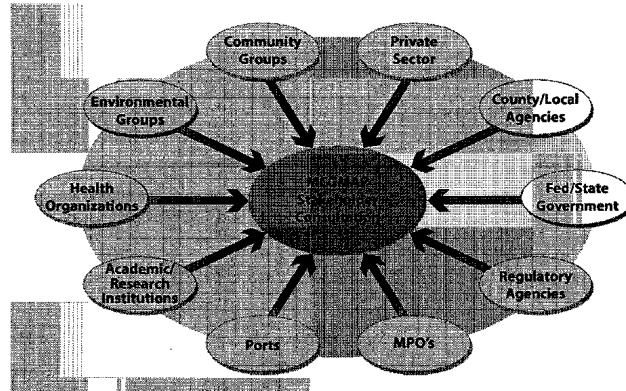 Community
Groups
Private
Sector
Environmental
Groups
County/Local
Agencies
Health
Organizations
MCGMAP
Stakeholder
Fed/State
Government
Academic/
Research
Institutions
Regulatory
Agencies
Ports
MPO's